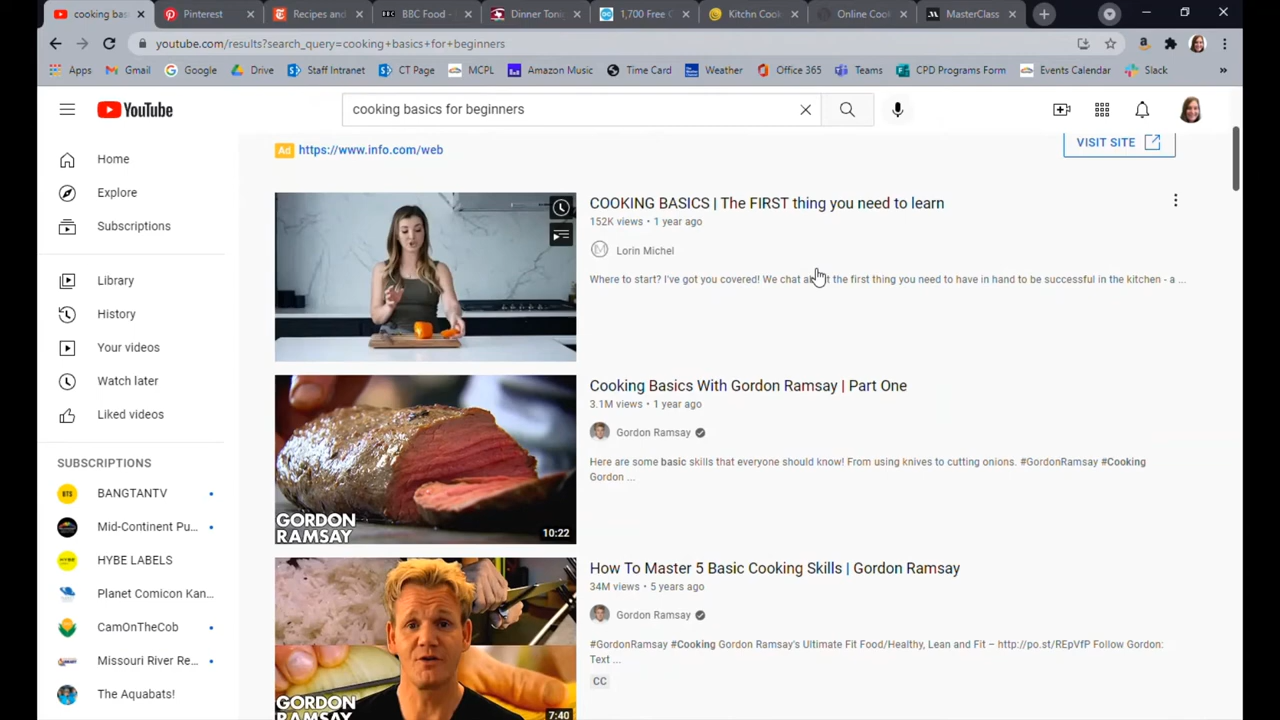 cooking bas
Pinterest
Recipes and
BBC
BBC Food -
Dinner Toni
1,700 Free C
Kitchn Cook
Online Cook
MasterClass
youtube.com/results?search_query=cooking+basics+for+beginners
Apps
Gmail
Google
Drive
Staff Intranet
CT Page
MCPL
Amazon Music
Time Card
Weather
Office 365
Teams
CPD Programs Form
Events Calendar
Slack
YouTube
cooking basics for beginners
Home
Explore
Subscriptions
Library
History
Your videos
Watch later
Liked videos
SUBSCRIPTIONS
BTS BANGTANTV
Mid-Continent Pu...
HYBE LABELS
Planet Comicon Kan...
CamOnTheCob
Missouri River Re...
The Aquabats!
Ad https://www.info.com/web
VISIT SITE
COOKING BASICS | The FIRST thing you need to learn
152K views • 1 year ago
Lorin Michel
Where to start? I've got you covered! We chat about the first thing you need to have in hand to be successful in the kitchen - a ...
GORDON
RAMSAY
10:22
Cooking Basics With Gordon Ramsay | Part One
3.1M views • 1 year ago
Gordon Ramsay
Here are some basic skills that everyone should know! From using knives to cutting onions. #GordonRamsay #Cooking
Gordon ...
GORDON
RAMSAY
7:40
How To Master 5 Basic Cooking Skills | Gordon Ramsay
34M views • 5 years ago
Gordon Ramsay
#GordonRamsay #Cooking Gordon Ramsay's Ultimate Fit Food/Healthy, Lean and Fit – http://po.st/REpVfP Follow Gordon:
Text ...
CC